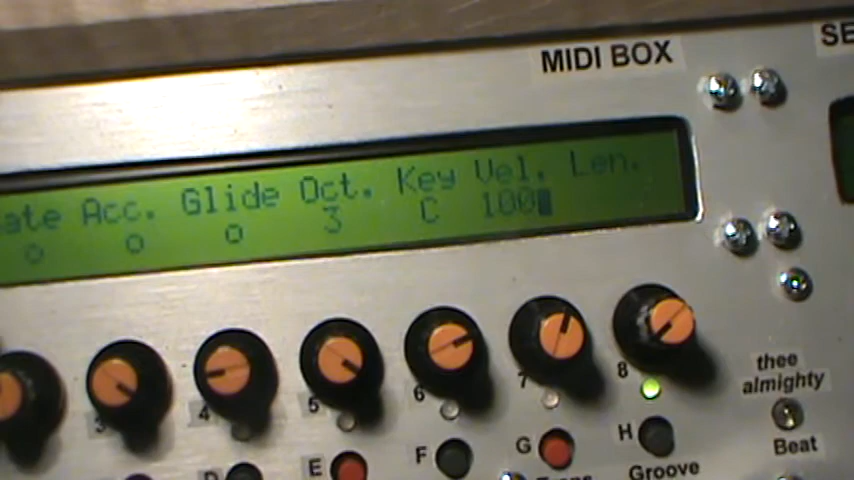 MIDI BOX
SE
ate Acc. Glide Oct. Key Vel. Len.
o o o 3 C 100
3 4 5 6 7 8
thee
almighty
Beat
D E F G H
Groove